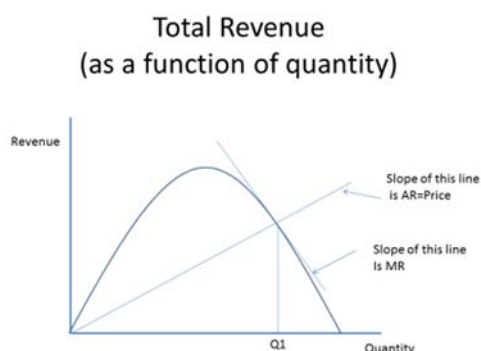 Total Revenue
(as a function of quantity)
Revenue
Slope of this line
is AR=Price
Slope of this line
Is MR
Q1
Quantity